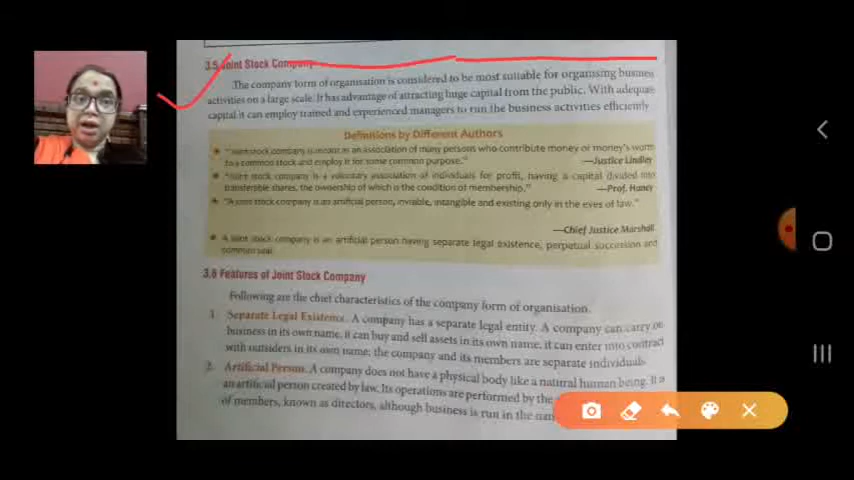 3.5 Joint Stock Company
The company form of organisation is considered to be most suitable for organising business
activities on a large scale. It has advantage of attracting huge capital from the public. With adequa
capital it can employ trained and experienced managers to run the business activities efficiently
Definitions by Different Authors
"Joint stock company is meant as an association of many persons who contribute money or money's worth
to a common stock and employ it for some common purpose." —Justice Lindley
"Joint stock company is a voluntary association of individuals for profit, having a capital divided into
transferable shares, the ownership of which is the condition of membership." —Prof. Haney
"A joint stock company is an artificial person, invisible, intangible and existing only in the eyes of law."
—Chief Justice Marshall
A joint stock company is an artificial person having separate legal existence, perpetual succession and
common seal.
3.6 Features of Joint Stock Company
Following are the chief characteristics of the company form of organisation.
1. Separate Legal Existence. A company has a separate legal entity. A company can carry on
business in its own name, it can buy and sell assets in its own name, it can enter into contract
with outsiders in its own name; the company and its members are separate individuals.
2. Artificial Person. A company does not have a physical body like a natural human being. It
an artificial person created by law. Its operations are performed by the
of members, known as directors, although business is run in the